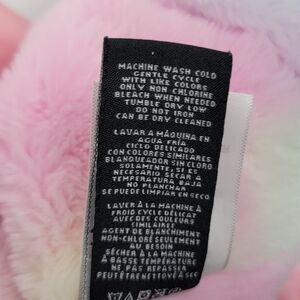 MACHINE WASH COLD
GENTLE CYCLE
WITH LIKE COLORS
ONLY NON CHLORINE
BLEACH WHEN NEEDED
TUMBLE DRY LOW
DO NOT IRON
CAN BE DRY CLEANED
LAVAR A MÁQUINA EN
AGUA FRÍA
CICLO DELICADO
CON COLORES SIMILARES
BLANQUEADOR SIN CLORO
SOLAMENTE, SI ES
NECESARIO SECAR A
TEMPERATURA BAJA
NO PLANCHAR
SE PUEDE LIMPIAR EN SECO
LAVER À LA MACHINE À
FROID CYCLE DÉLICAT
AVEC DES COULEURS
SIMILAIRES
AGENT DE BLANCHIMENT
NON-CHLORÉ SEULEMENT
AU BESOIN
SÉCHER À LA MACHINE
À BASSE TEMPÉRATURE
NE PAS REPASSER
PEUT ÊTRE NETTOYÉ À SEC